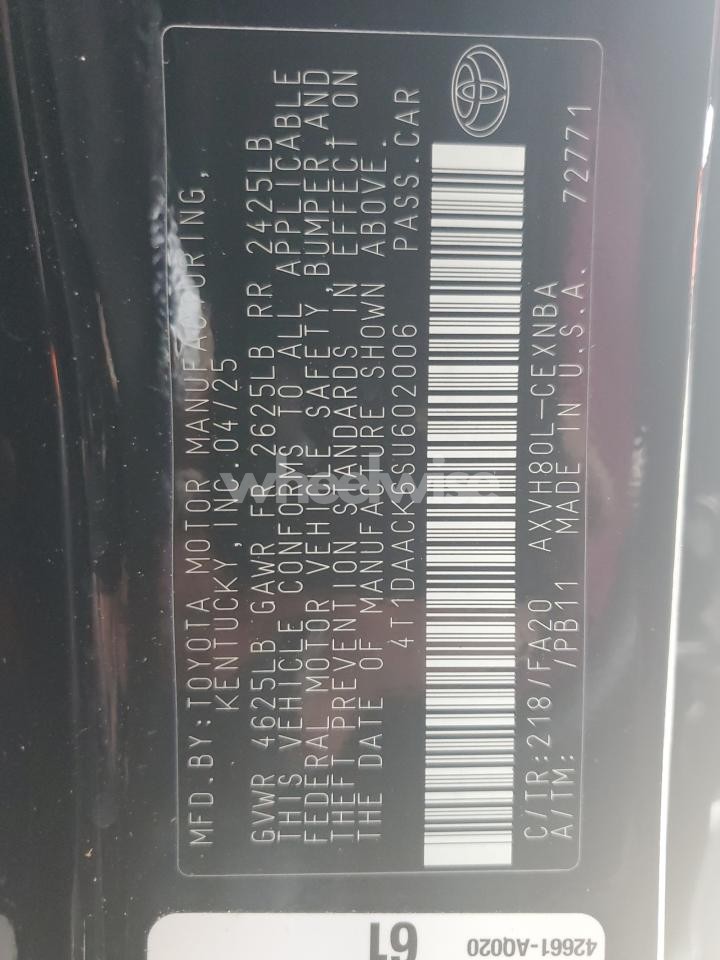 MFD.BY:TOYOTA MOTOR MANUFACTURING,
KENTUCKY,INC.04/25
GVWR 4625LB GAWR FR 2625LB RR 2425LB
THIS VEHICLE CONFORMS TO ALL APPLICABLE
FEDERAL MOTOR VEHICLE SAFETY, BUMPER,AND
THEFT PREVENTION STANDARDS IN EFFECT ON
THE DATE OF MANUFACTURE SHOWN ABOVE.
4T1DAACK6SU602006 PASS.CAR
C/TR:218/FA20 AXVH80L-CEXNBA 72771
A/TM: /PB11 MADE IN U.S.A.
wheelwise
61
42661-AQ020